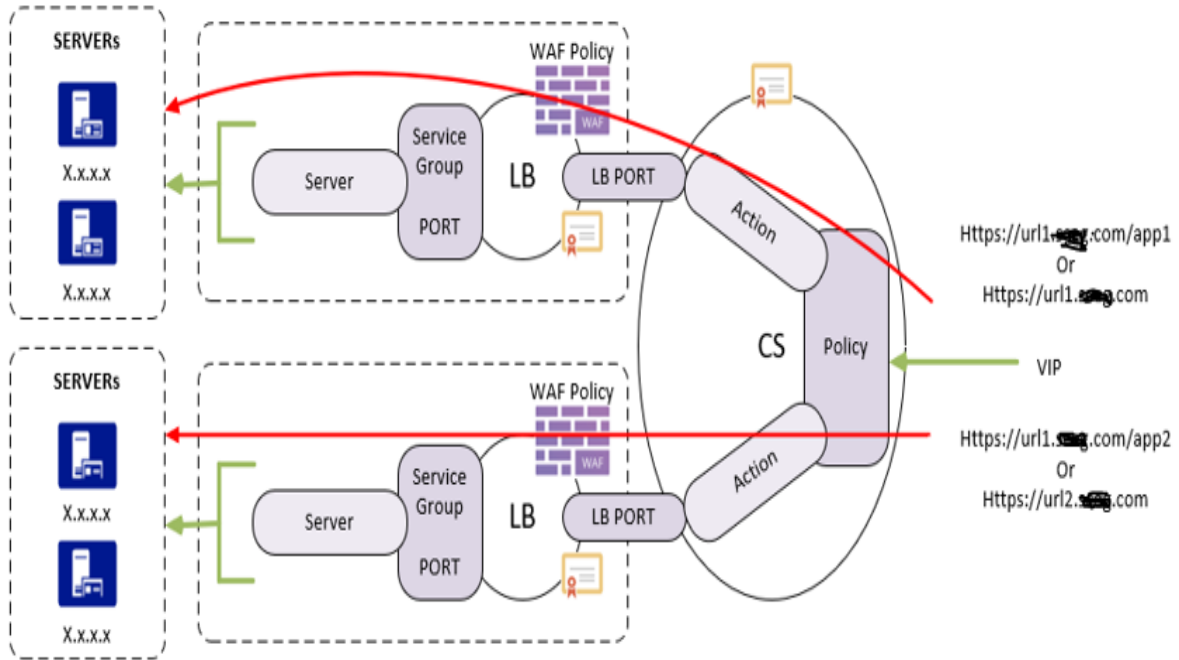 SERVERs
X.x.x.x
X.x.x.x
WAF Policy
WAF
Service
Group
PORT
Server
LB
LB PORT
Action
SERVERs
X.x.x.x
X.x.x.x
WAF Policy
WAF
Service
Group
PORT
Server
LB
LB PORT
Action
CS
Policy
Https://url1 .com/app1
Or
Https://url1. .com
VIP
Https://url1. .com/app2
Or
Https://url2. .com